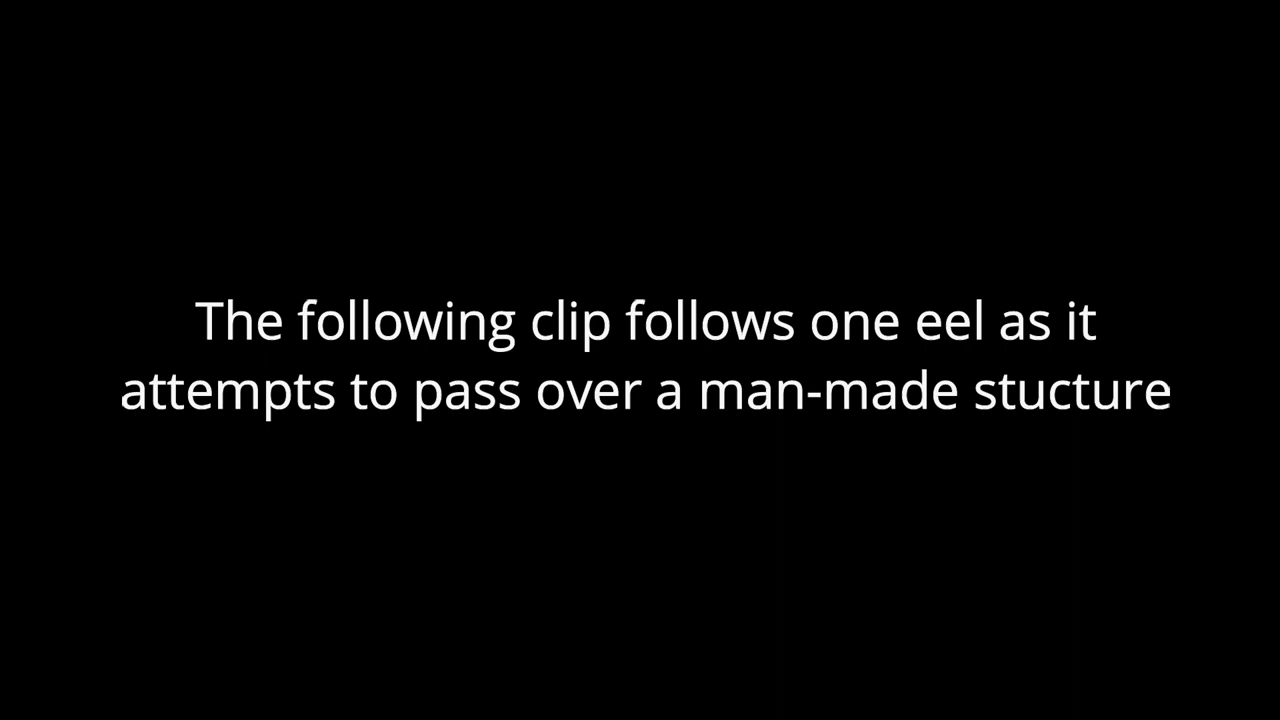 The following clip follows one eel as it
attempts to pass over a man-made stucture